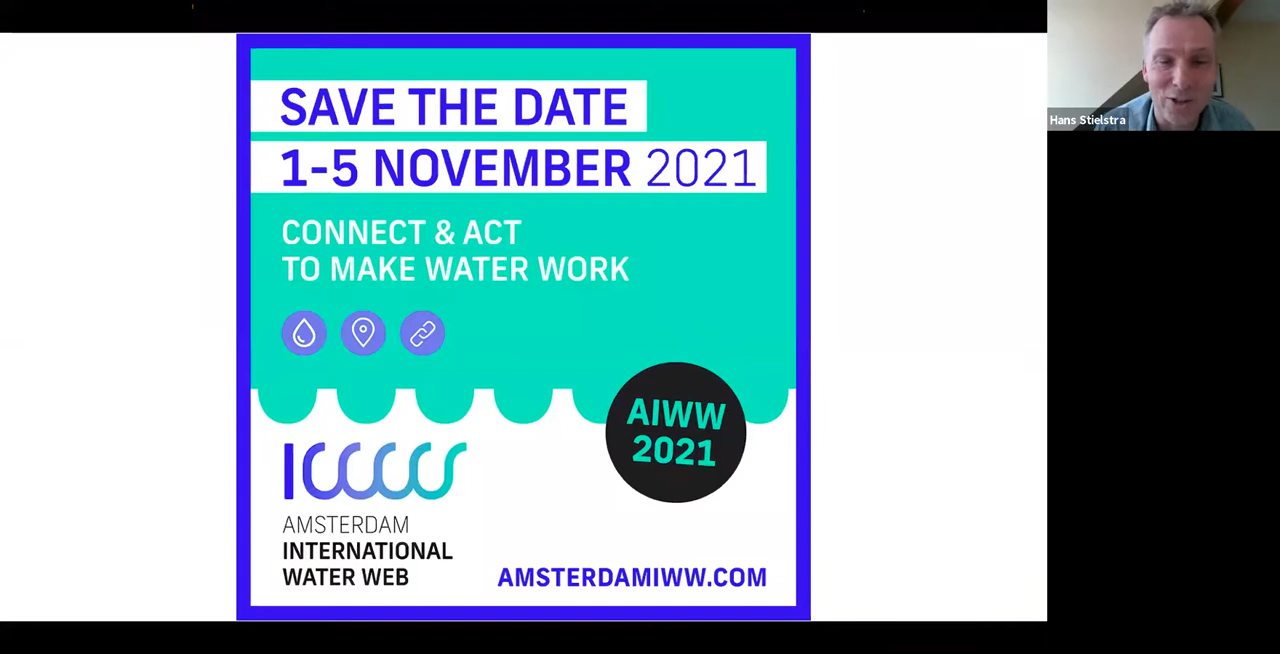 SAVE THE DATE
1-5 NOVEMBER 2021
CONNECT & ACT
TO MAKE WATER WORK
AIWW
2021
AMSTERDAM
INTERNATIONAL
WATER WEB
AMSTERDAMIWW.COM
Hans Stielstra